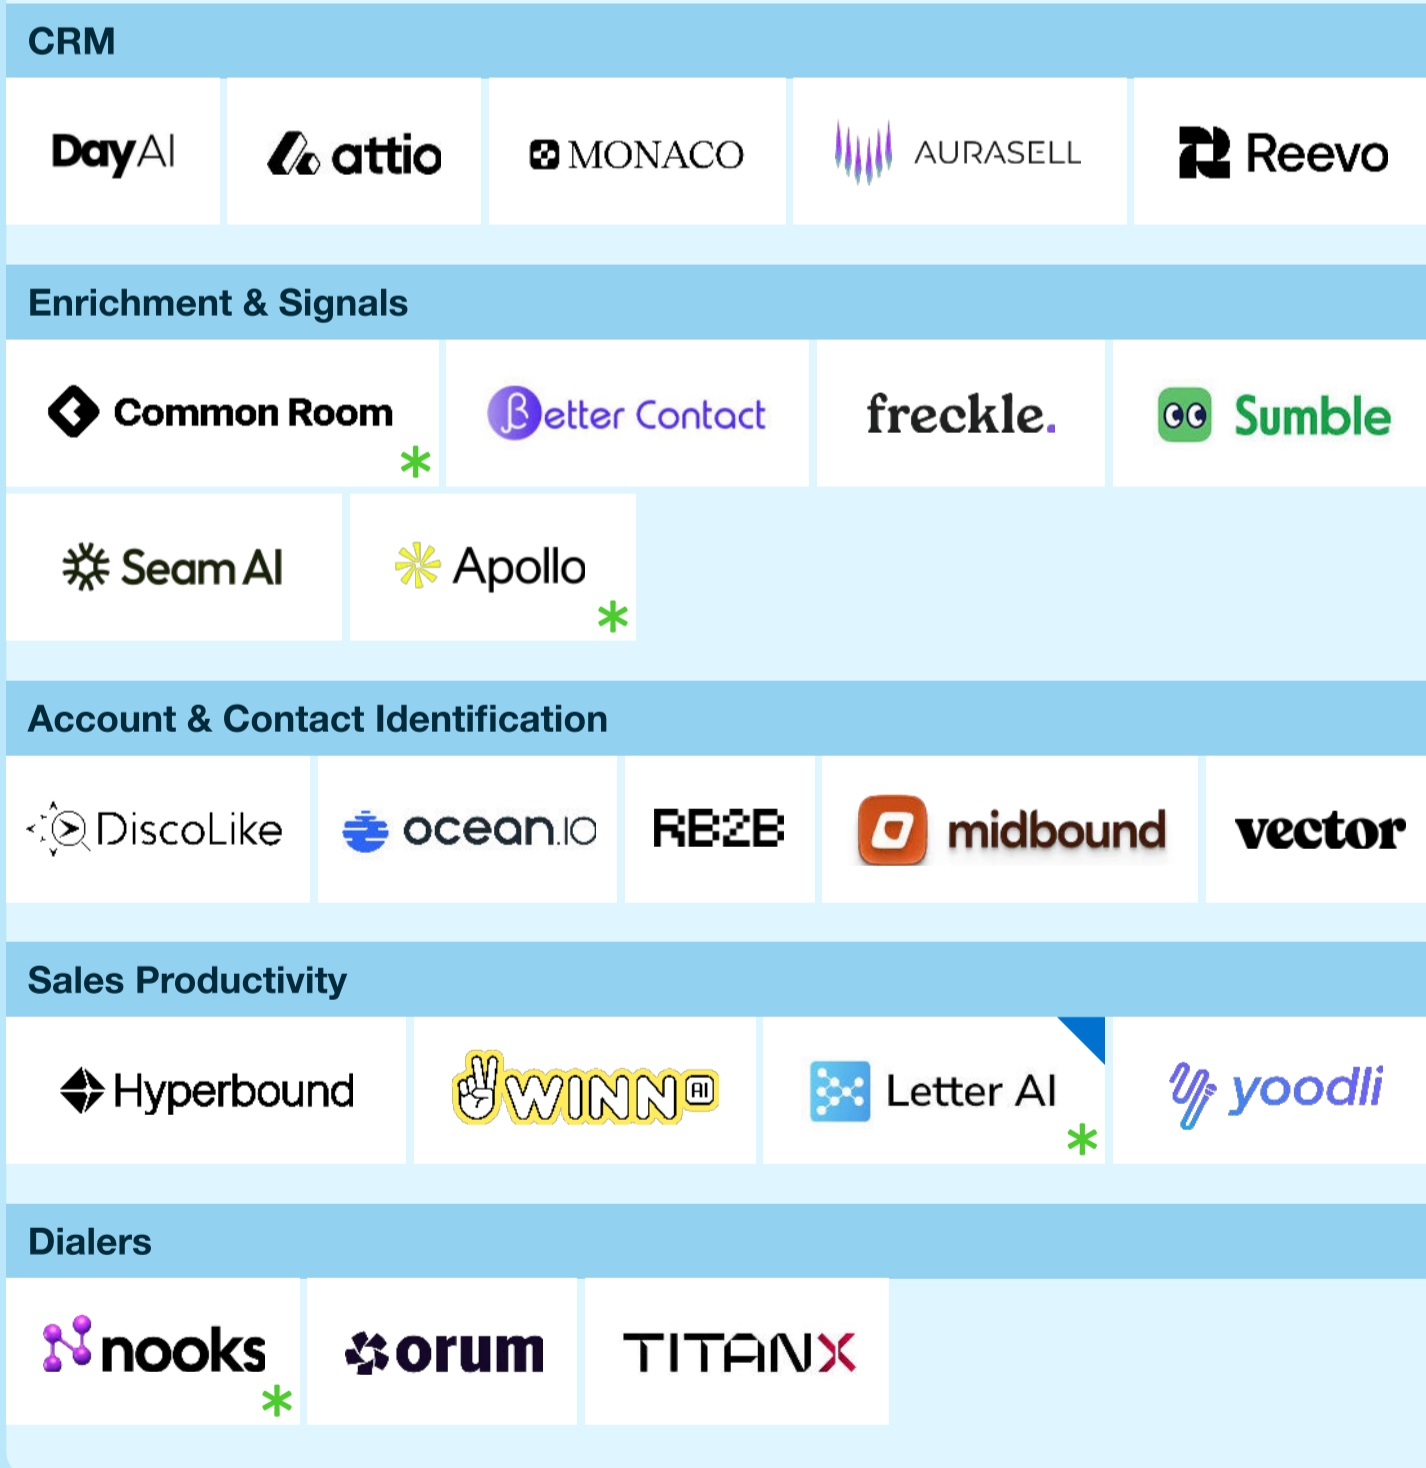 CRM
DayAI
attio
MONACO
AURASELL
Reevo
Enrichment & Signals
Common Room
Better Contact
freckle.
Sumble
Seam AI
Apollo
Account & Contact Identification
DiscoLike
ocean.io
RB2B
midbound
vector
Sales Productivity
Hyperbound
WINN AI
Letter AI
yoodli
Dialers
nooks
orum
TITANX